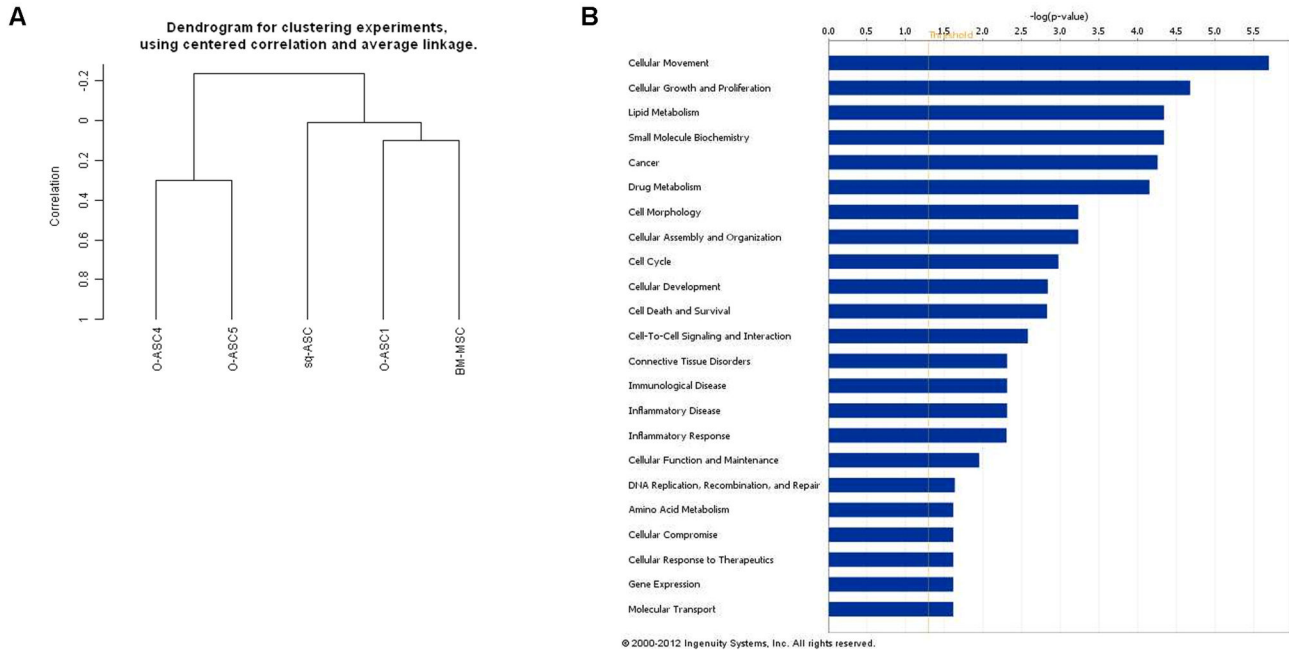 A
Dendrogram for clustering experiments,
using centered correlation and average linkage.
Correlation
-0.2
0
0.2
0.4
0.6
0.8
1
O-ASC4
O-ASC5
sq-ASC
O-ASC1
BM-MSC
B
-log(p-value)
0.0 0.5 1.0 1.5 2.0 2.5 3.0 3.5 4.0 4.5 5.0 5.5
Threshold
Cellular Movement
Cellular Growth and Proliferation
Lipid Metabolism
Small Molecule Biochemistry
Cancer
Drug Metabolism
Cell Morphology
Cellular Assembly and Organization
Cell Cycle
Cellular Development
Cell Death and Survival
Cell-To-Cell Signaling and Interaction
Connective Tissue Disorders
Immunological Disease
Inflammatory Disease
Inflammatory Response
Cellular Function and Maintenance
DNA Replication, Recombination, and Repair
Amino Acid Metabolism
Cellular Compromise
Cellular Response to Therapeutics
Gene Expression
Molecular Transport
© 2000-2012 Ingenuity Systems, Inc. All rights reserved.